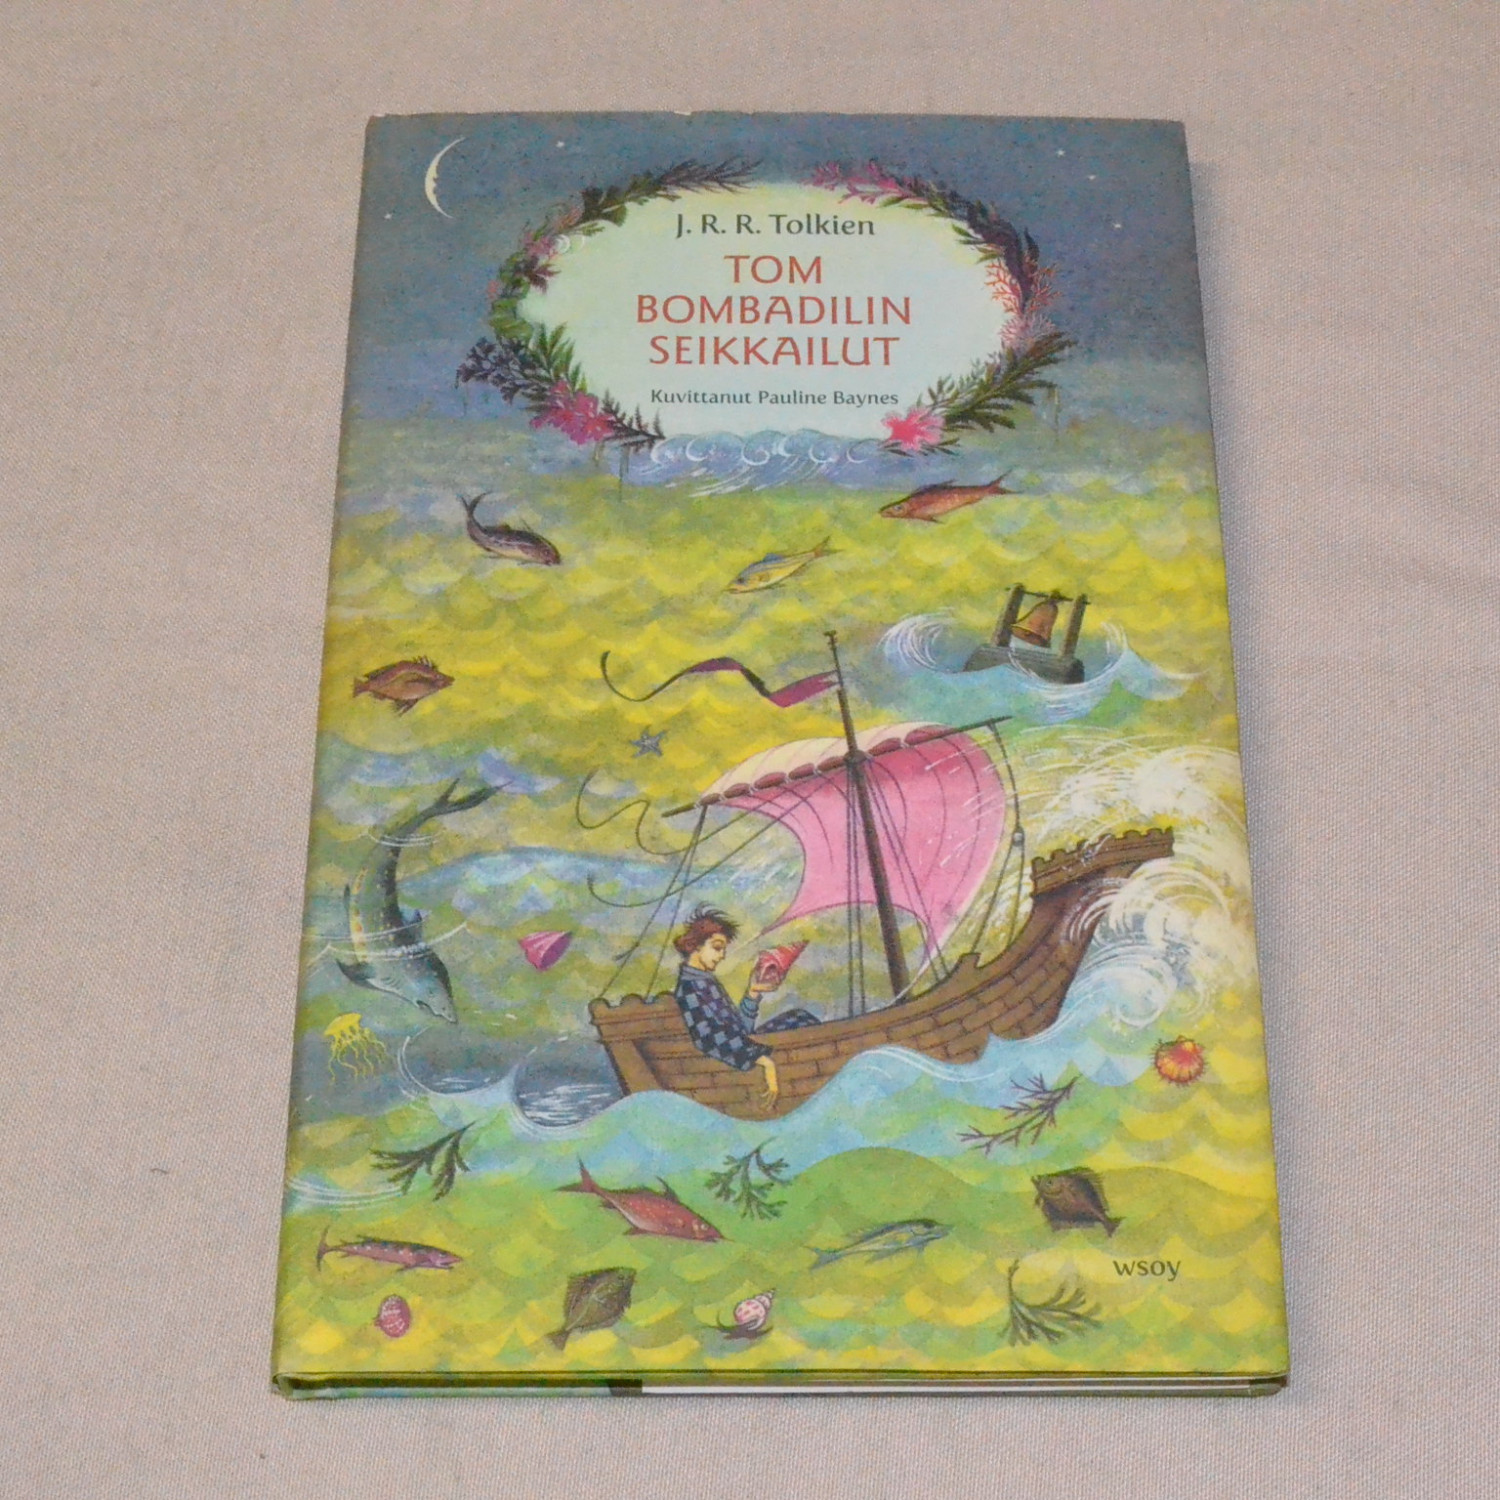 J. R. R. Tolkien
TOM
BOMBADILIN
SEIKKAILUT
Kuvittanut Pauline Baynes
wsoy